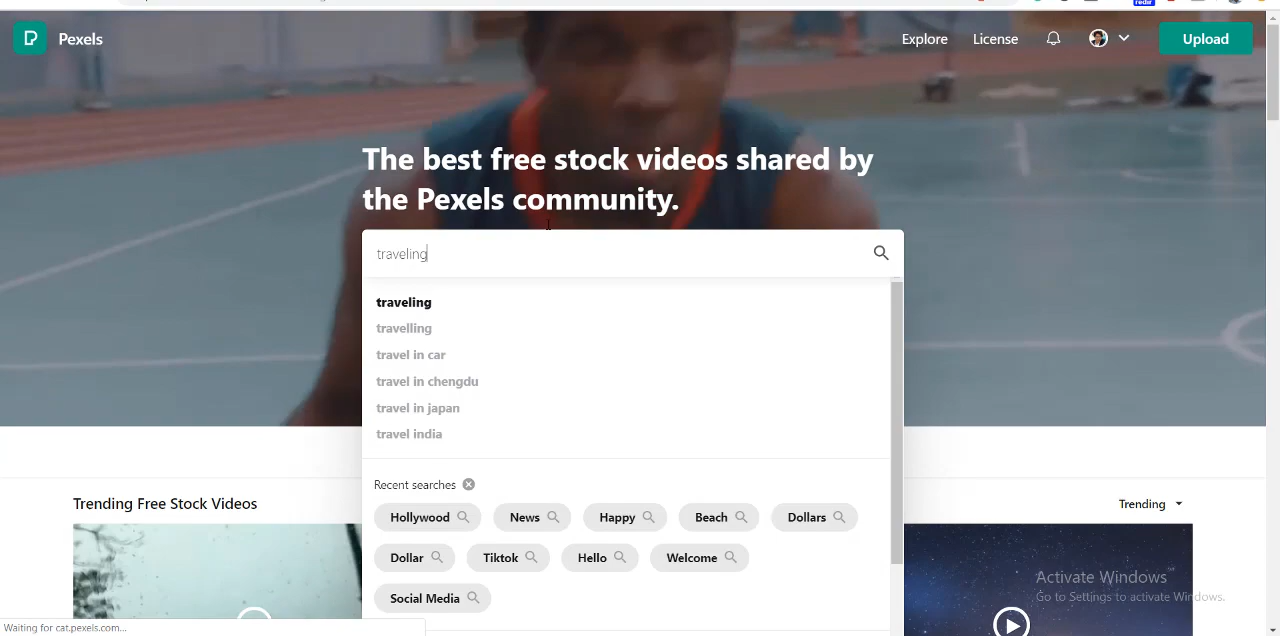 redir
Pexels
Explore
License
Upload
The best free stock videos shared by
the Pexels community.
traveling
traveling
travelling
travel in car
travel in chengdu
travel in japan
travel india
Recent searches
Hollywood
News
Happy
Beach
Dollars
Dollar
Tiktok
Hello
Welcome
Social Media
Trending Free Stock Videos
Trending
Activate Windows
Go to Settings to activate Windows.
Waiting for cat.pexels.com...